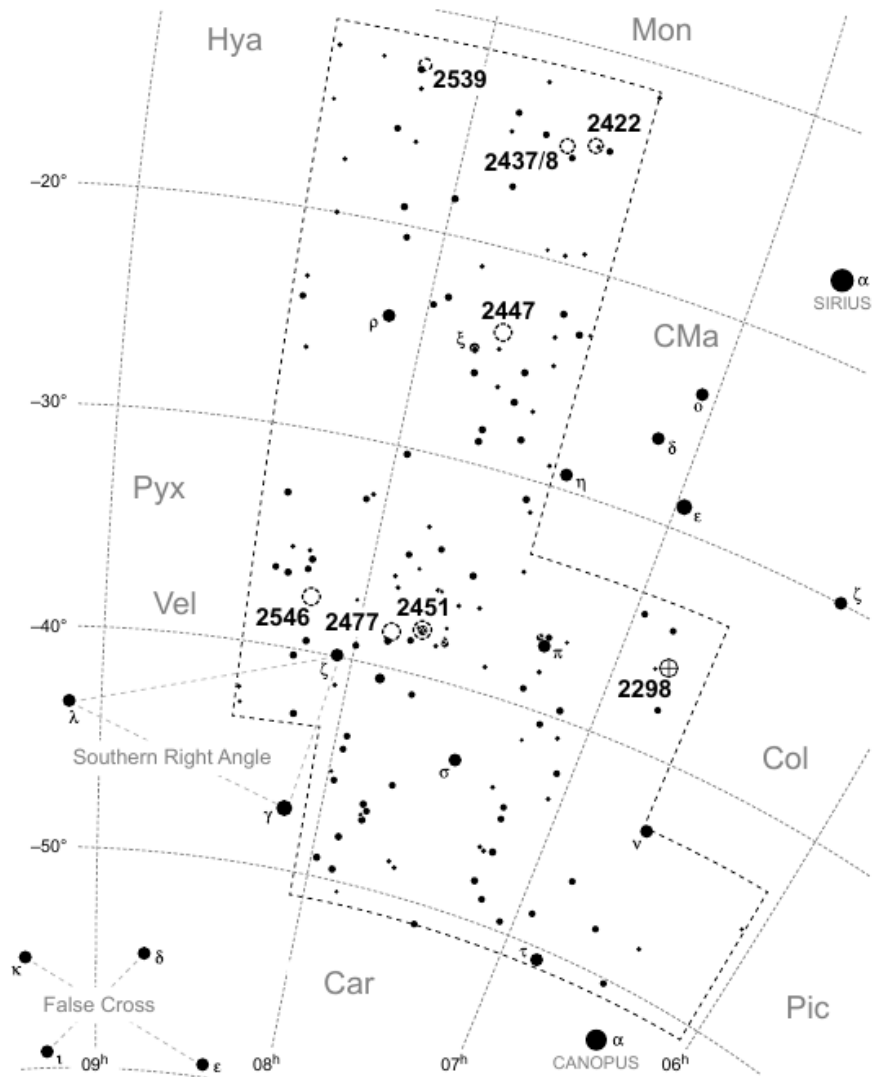 Hya
Mon
2539
2422
2437/8
–20°
α
SIRIUS
2447
ρ
ξ
CMa
ο
–30°
δ
η
Pyx
ε
ζ
Vel
2546
2477
2451
–40°
π
ζ
2298
λ
Southern Right Angle
σ
Col
γ
ν
–50°
δ
τ
κ
Car
False Cross
Pic
α
CANOPUS
ι
09h
ε
08h
07h
06h